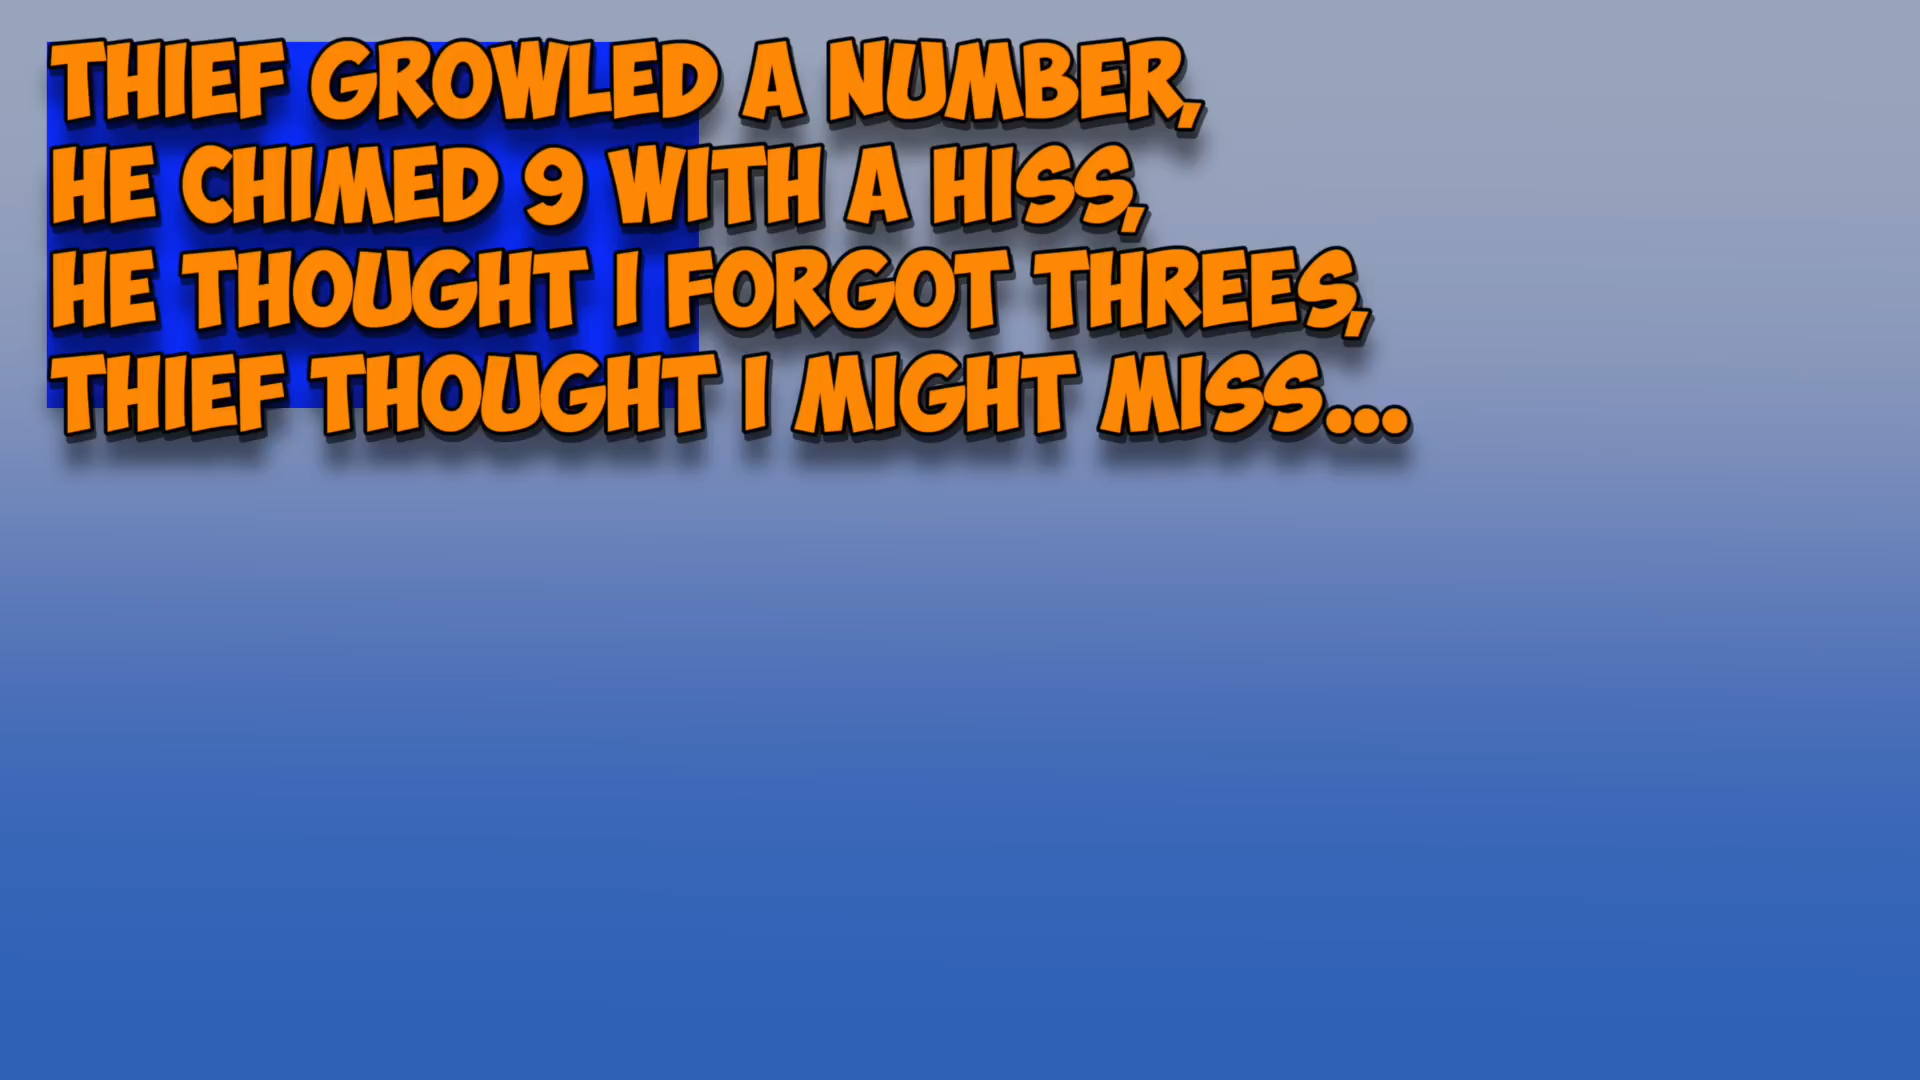 THIEF GROWLED A NUMBER,
HE CHIMED 9 WITH A HISS,
HE THOUGHT I FORGOT THREES,
THIEF THOUGHT I MIGHT MISS...